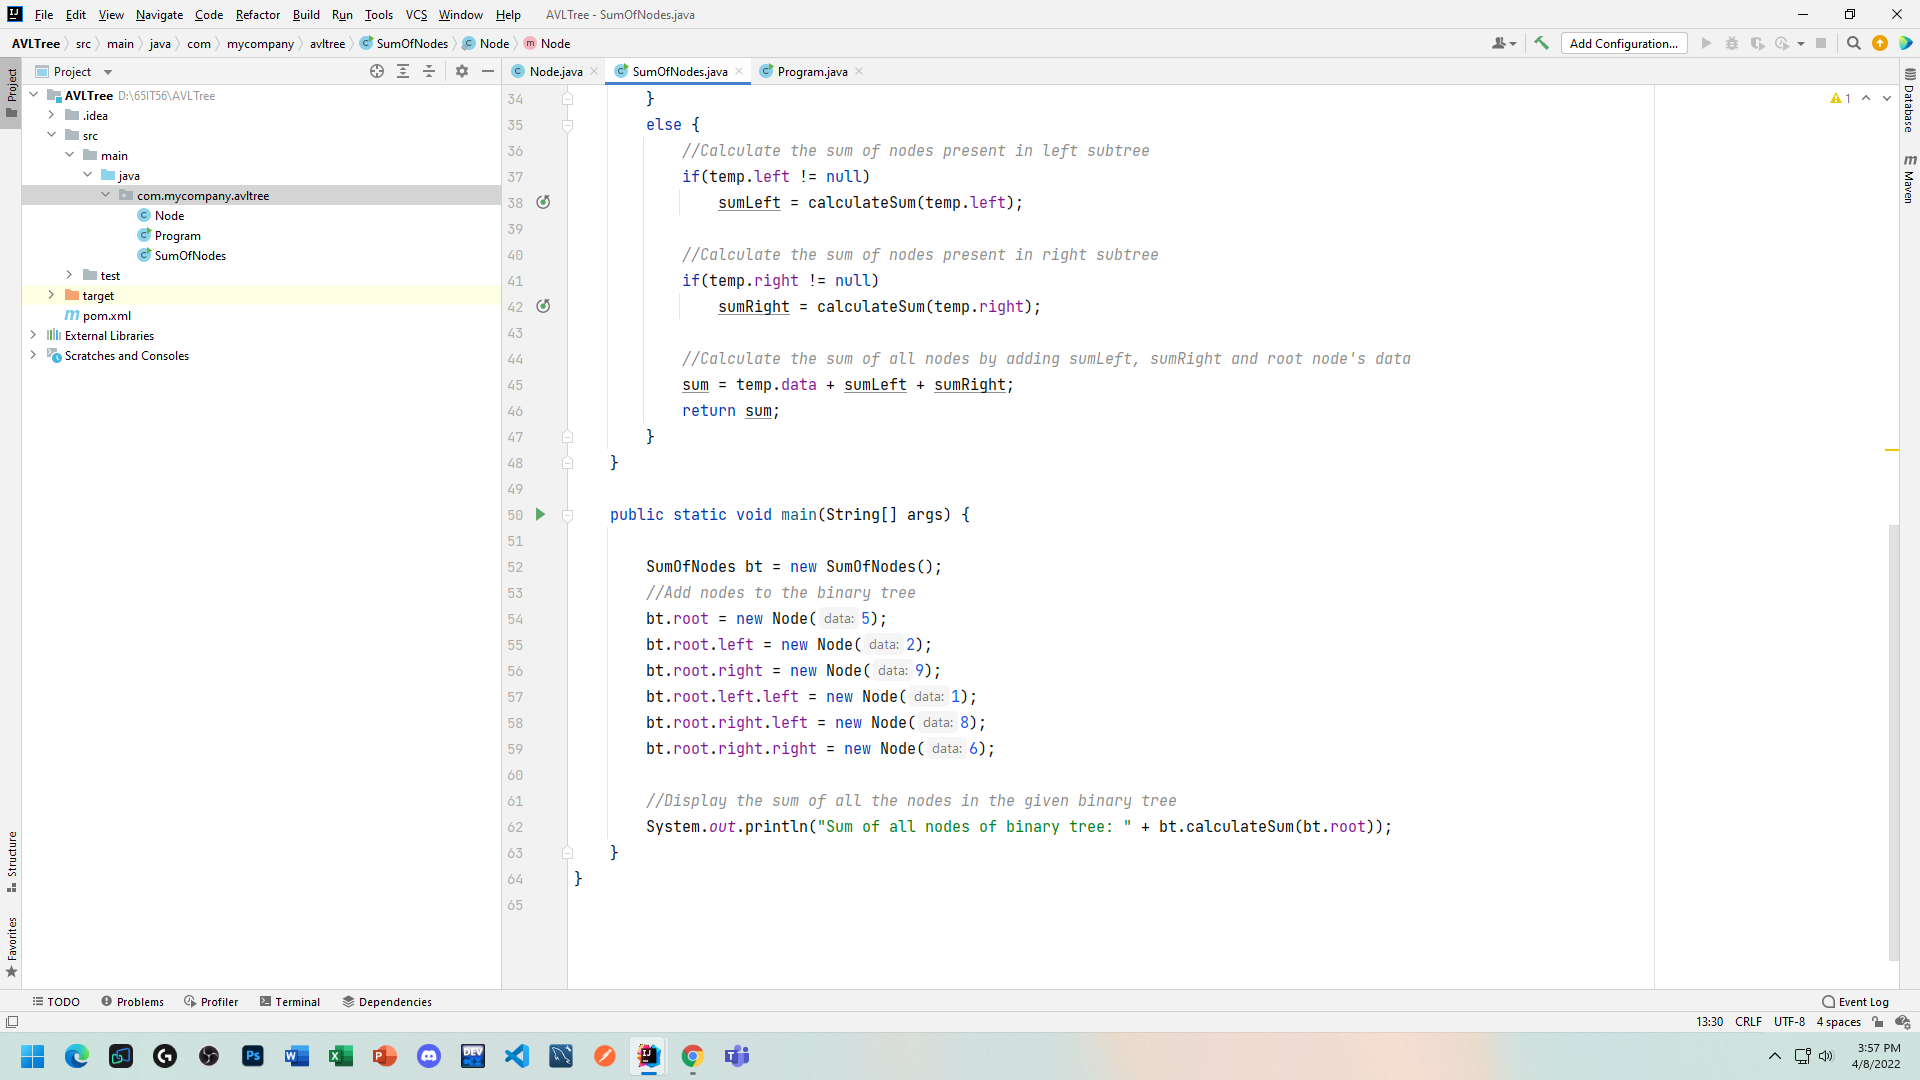 File Edit View Navigate Code Refactor Build Run Tools VCS Window Help AVLTree - SumOfNodes.java
AVLTree src main java com mycompany avltree SumOfNodes Node Node
Add Configuration...
Project
Node.java SumOfNodes.java Program.java
Project
AVLTree D:\65IT56\AVLTree
.idea
src
main
java
com.mycompany.avltree
Node
Program
SumOfNodes
test
target
pom.xml
External Libraries
Scratches and Consoles
Structure
Favorites
34 }
35 else {
36 //Calculate the sum of nodes present in left subtree
37 if(temp.left != null)
38 sumLeft = calculateSum(temp.left);
39
40 //Calculate the sum of nodes present in right subtree
41 if(temp.right != null)
42 sumRight = calculateSum(temp.right);
43
44 //Calculate the sum of all nodes by adding sumLeft, sumRight and root node's data
45 sum = temp.data + sumLeft + sumRight;
46 return sum;
47 }
48 }
49
50 public static void main(String[] args) {
51
52 SumOfNodes bt = new SumOfNodes();
53 //Add nodes to the binary tree
54 bt.root = new Node( data: 5);
55 bt.root.left = new Node( data: 2);
56 bt.root.right = new Node( data: 9);
57 bt.root.left.left = new Node( data: 1);
58 bt.root.right.left = new Node( data: 8);
59 bt.root.right.right = new Node( data: 6);
60
61 //Display the sum of all the nodes in the given binary tree
62 System.out.println("Sum of all nodes of binary tree: " + bt.calculateSum(bt.root));
63 }
64 }
65
1
Database
Maven
TODO Problems Profiler Terminal Dependencies
Event Log
13:30 CRLF UTF-8 4 spaces
3:57 PM
4/8/2022